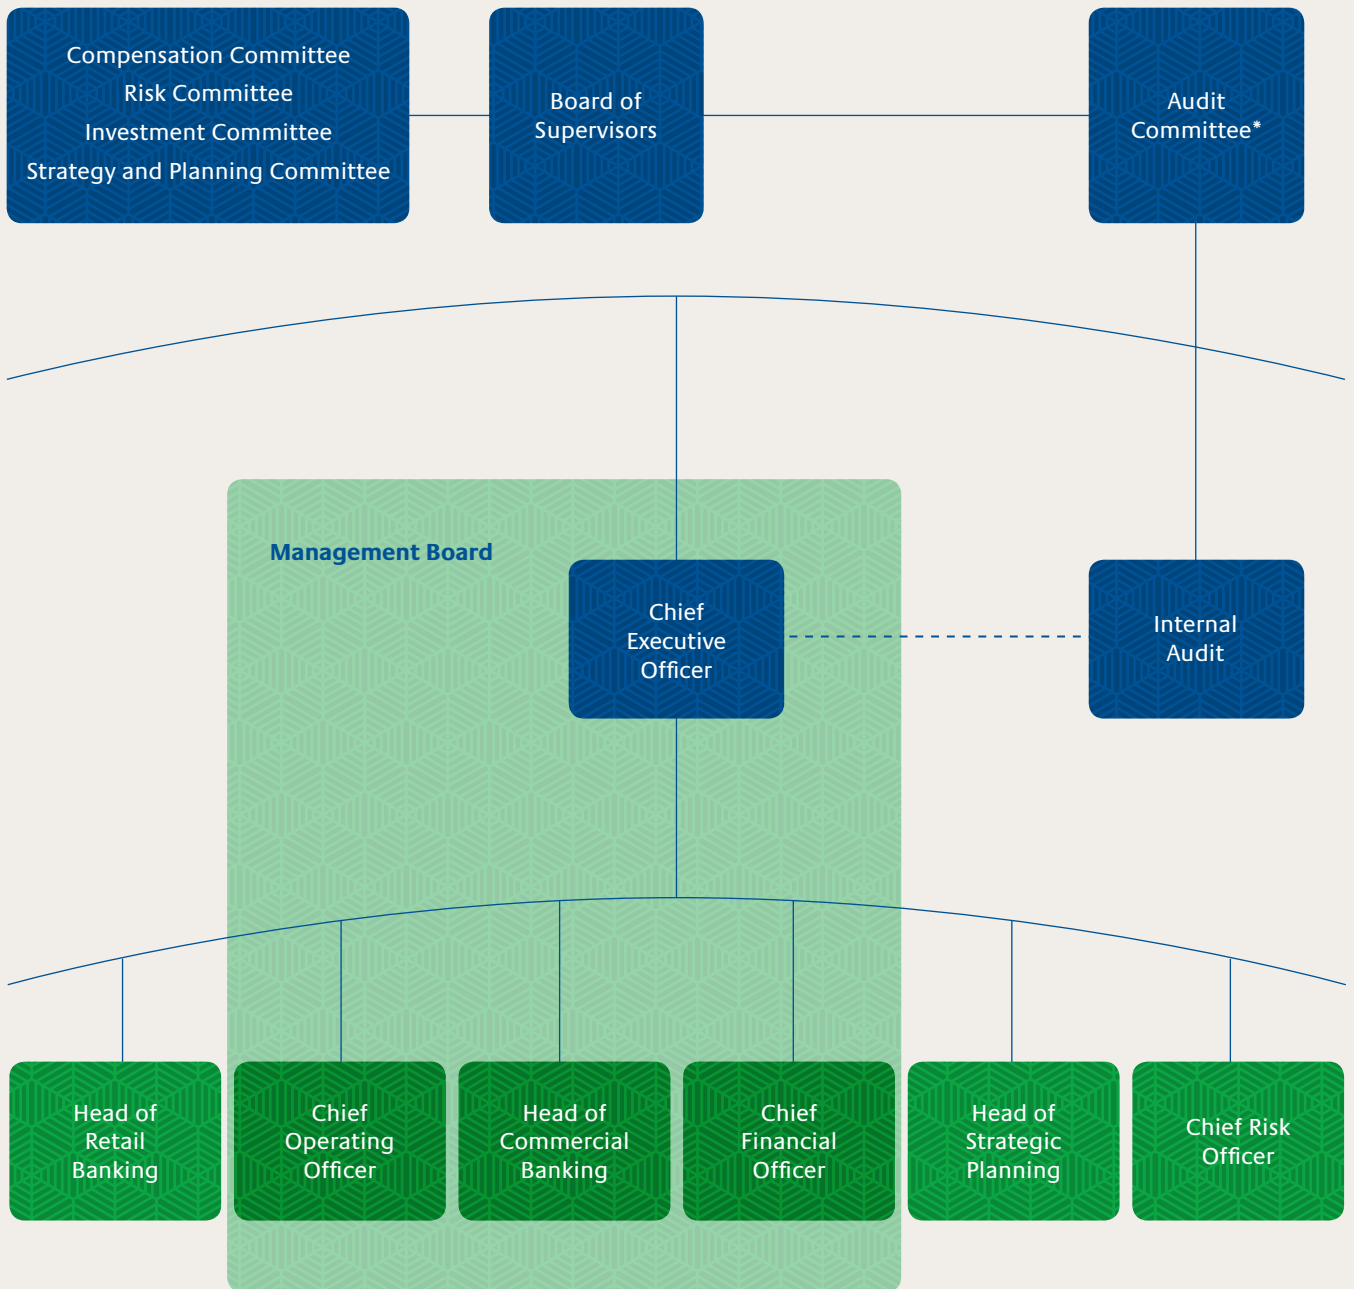 Compensation Committee
Risk Committee
Investment Committee
Strategy and Planning Committee
Board of
Supervisors
Audit
Committee*
Management Board
Chief
Executive
Officer
Internal
Audit
Head of
Retail
Banking
Chief
Operating
Officer
Head of
Commercial
Banking
Chief
Financial
Officer
Head of
Strategic
Planning
Chief Risk
Officer